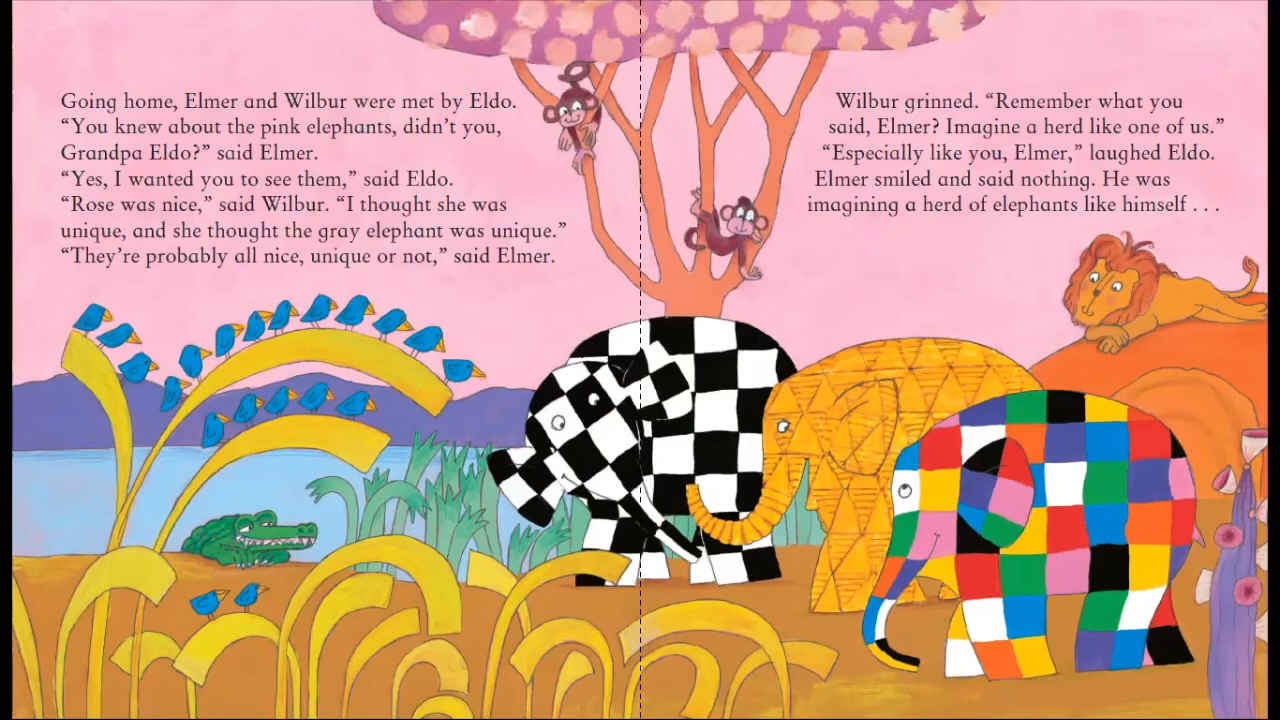 Going home, Elmer and Wilbur were met by Eldo.
“You knew about the pink elephants, didn’t you,
Grandpa Eldo?” said Elmer.
“Yes, I wanted you to see them,” said Eldo.
“Rose was nice,” said Wilbur. “I thought she was
unique, and she thought the gray elephant was unique.”
“They’re probably all nice, unique or not,” said Elmer.
Wilbur grinned. “Remember what you
said, Elmer? Imagine a herd like one of us.”
“Especially like you, Elmer,” laughed Eldo.
Elmer smiled and said nothing. He was
imagining a herd of elephants like himself . . .